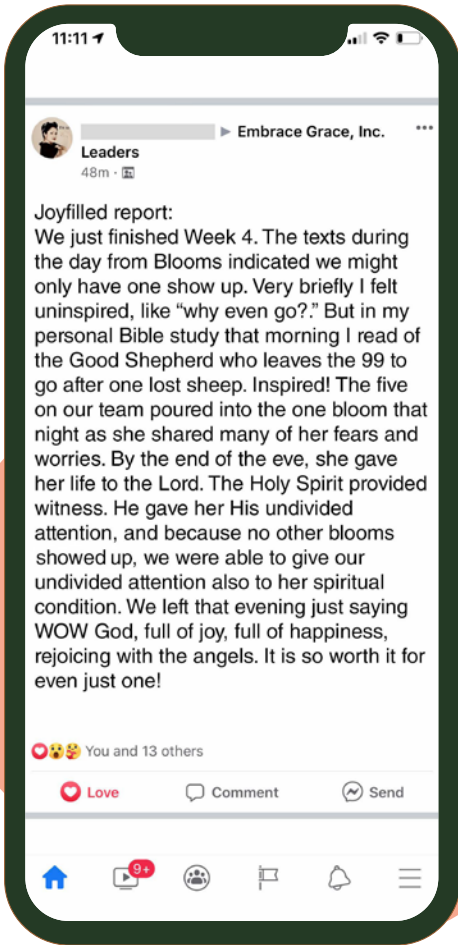 11:11
Embrace Grace, Inc.
Leaders
48m ·
Joyfilled report:
We just finished Week 4. The texts during
the day from Blooms indicated we might
only have one show up. Very briefly I felt
uninspired, like “why even go?.” But in my
personal Bible study that morning I read of
the Good Shepherd who leaves the 99 to
go after one lost sheep. Inspired! The five
on our team poured into the one bloom that
night as she shared many of her fears and
worries. By the end of the eve, she gave
her life to the Lord. The Holy Spirit provided
witness. He gave her His undivided
attention, and because no other blooms
showed up, we were able to give our
undivided attention also to her spiritual
condition. We left that evening just saying
WOW God, full of joy, full of happiness,
rejoicing with the angels. It is so worth it for
even just one!
You and 13 others
Love Comment Send
9+